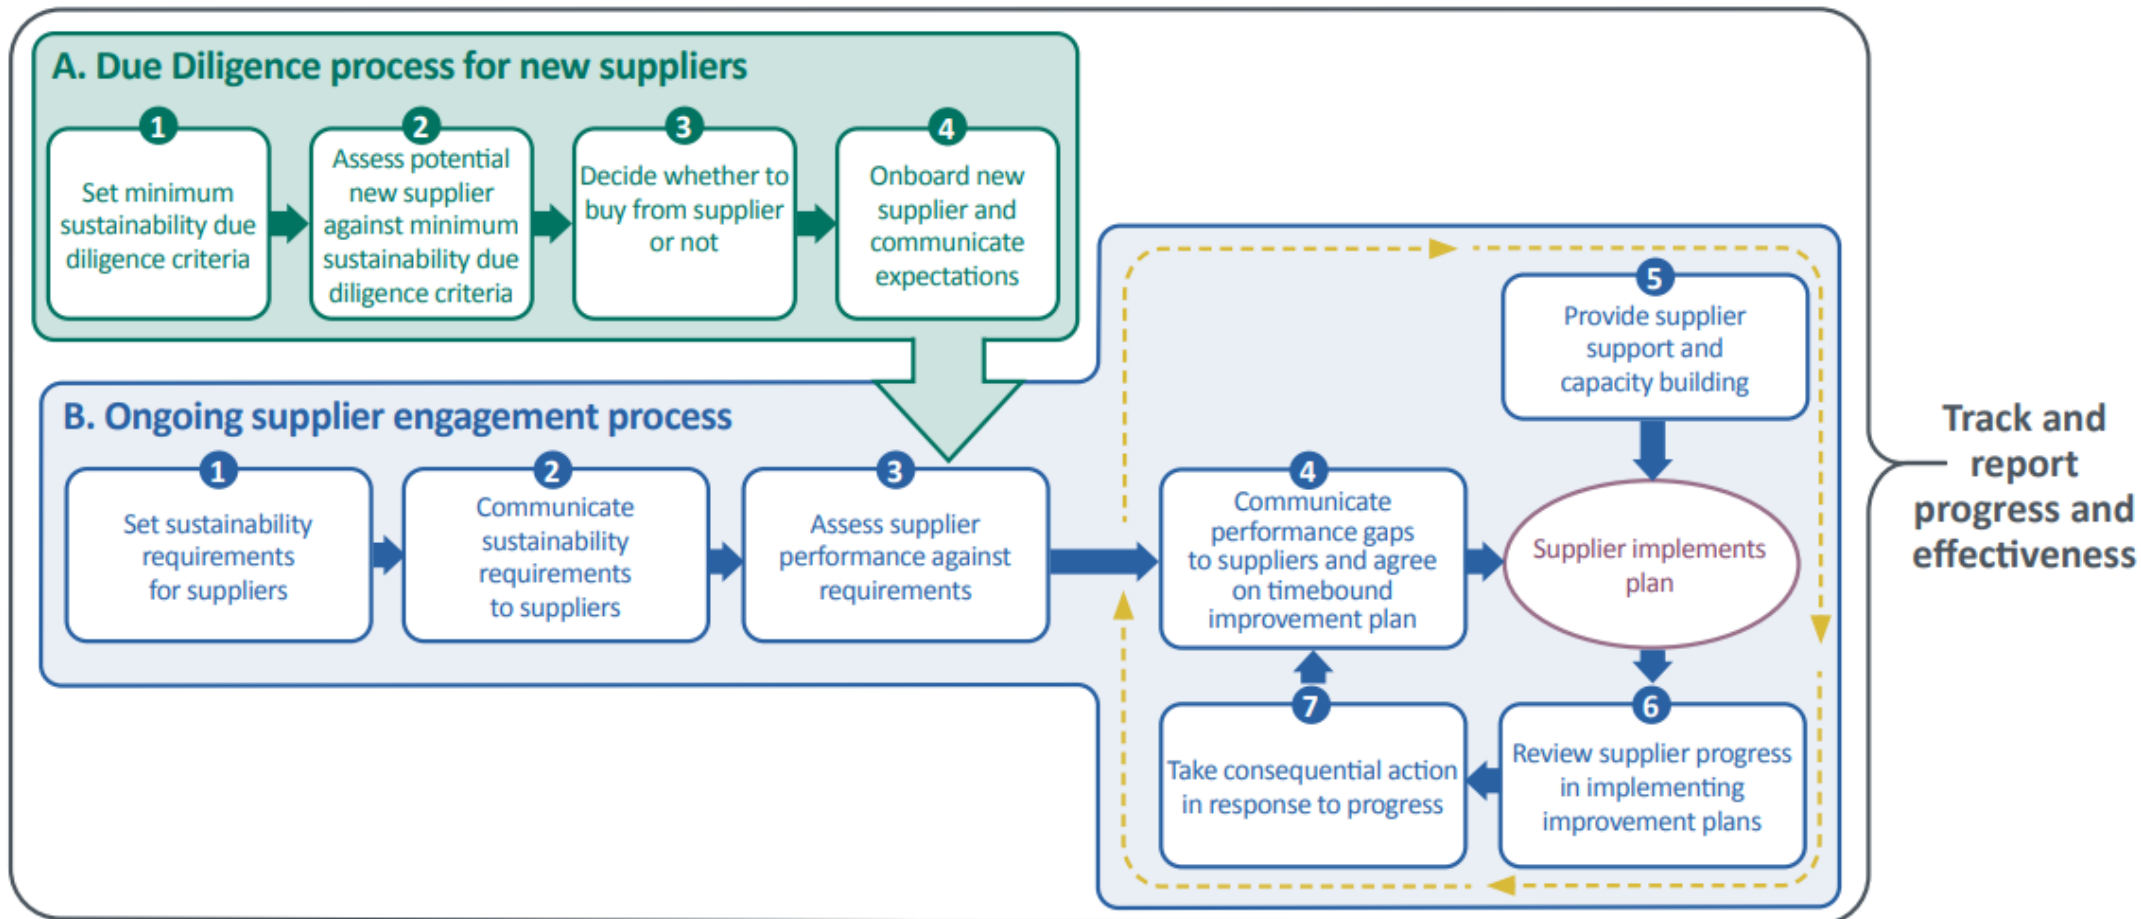 A. Due Diligence process for new suppliers
1
Set minimum
sustainability due
diligence criteria
2
Assess potential
new supplier
against minimum
sustainability due
diligence criteria
3
Decide whether to
buy from supplier
or not
4
Onboard new
supplier and
communicate
expectations
B. Ongoing supplier engagement process
1
Set sustainability
requirements
for suppliers
2
Communicate
sustainability
requirements
to suppliers
3
Assess supplier
performance against
requirements
4
Communicate
performance gaps
to suppliers and agree
on timebound
improvement plan
5
Provide supplier
support and
capacity building
Supplier implements
plan
6
Review supplier progress
in implementing
improvement plans
7
Take consequential action
in response to progress
Track and
report
progress and
effectiveness